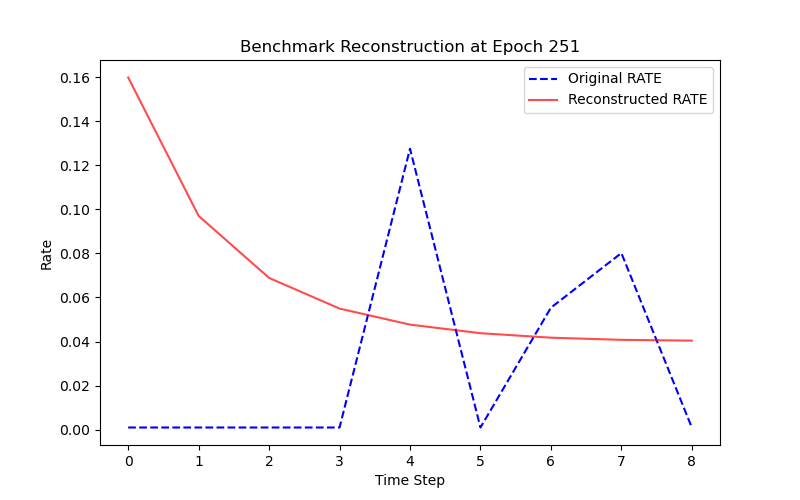 Benchmark Reconstruction at Epoch 251
Original RATE
Reconstructed RATE
0.16
0.14
0.12
0.10
0.08
0.06
0.04
0.02
0.00
Rate
0 1 2 3 4 5 6 7 8
Time Step